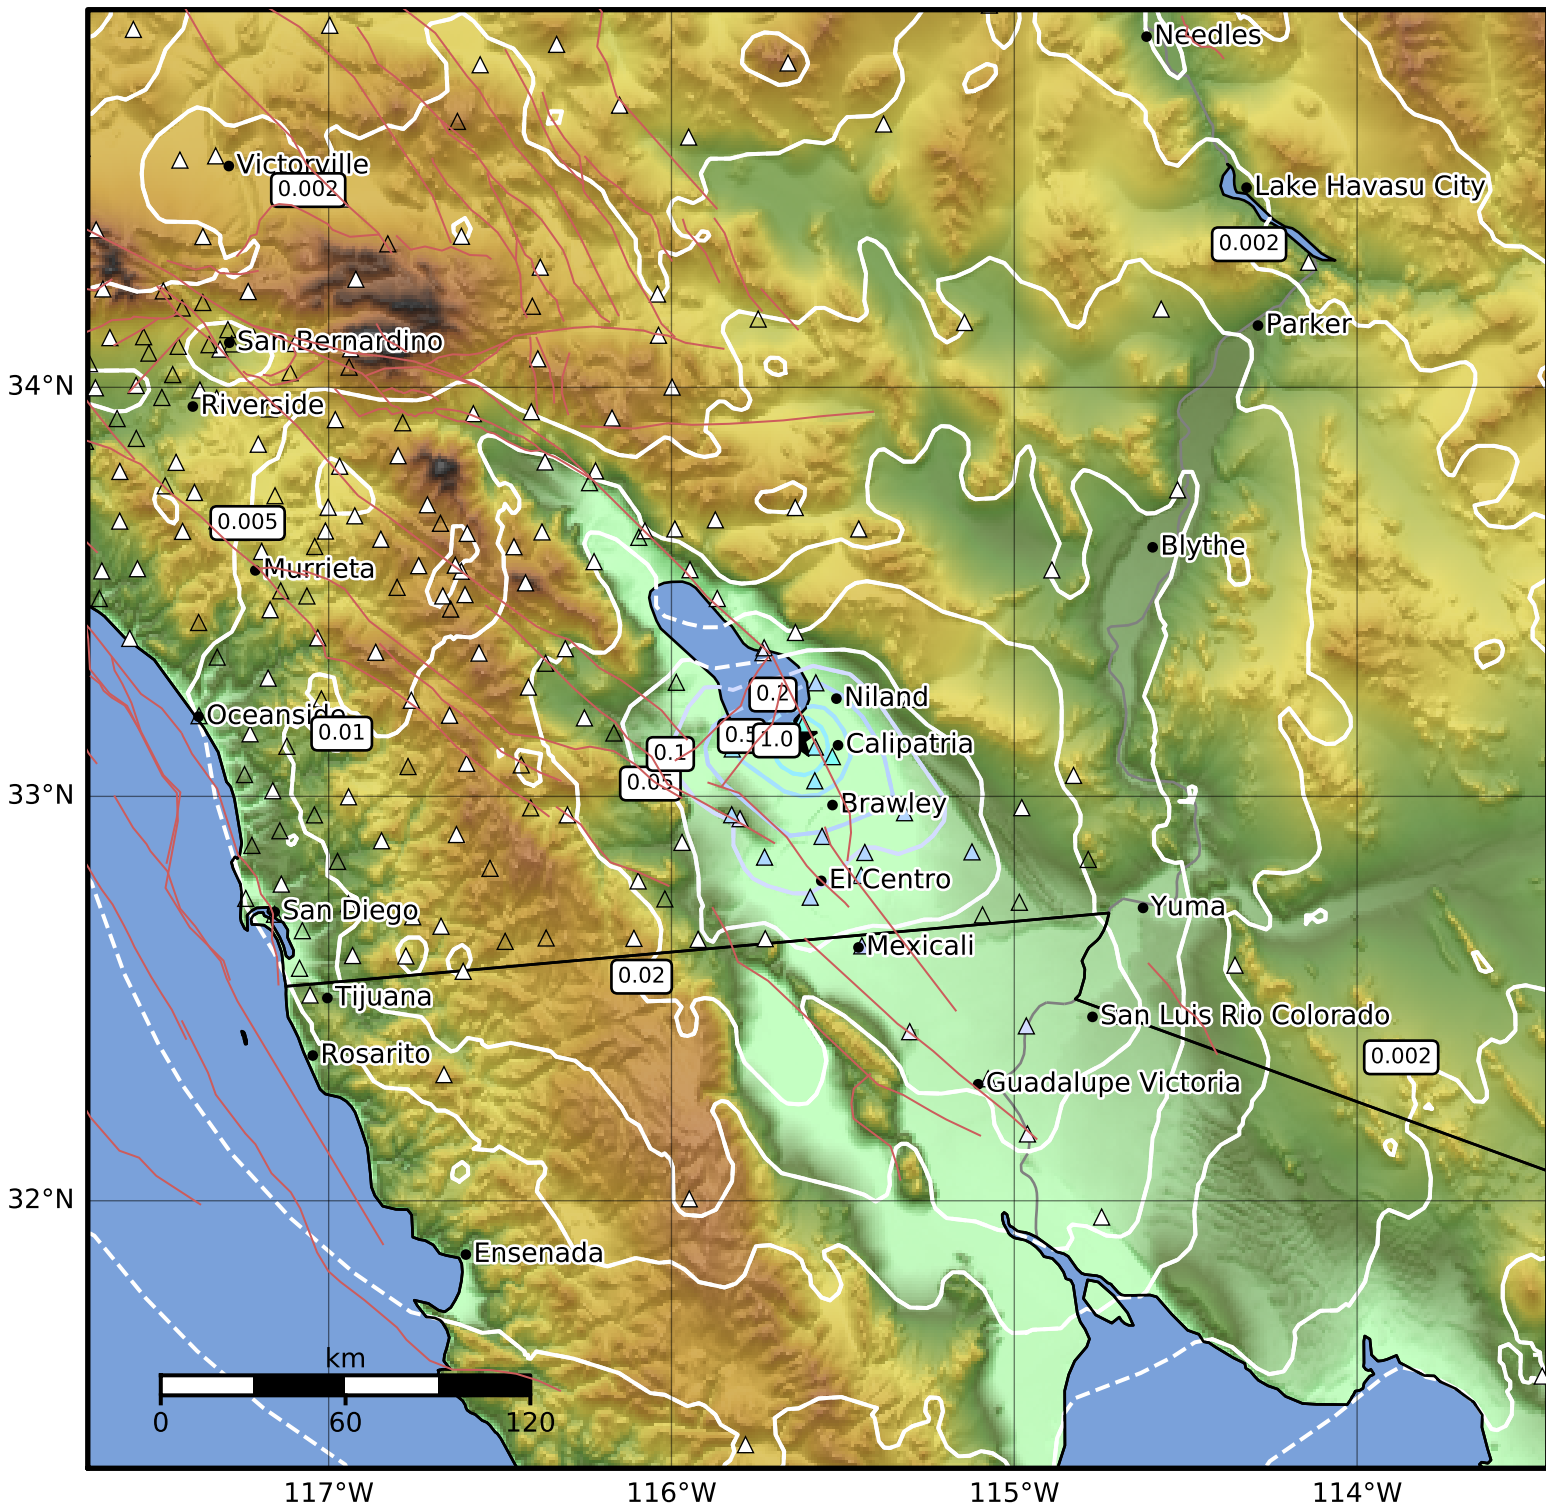 Needles
Victorville
0.002
Lake Havasu City
0.002
Parker
San Bernardino
34°N
Riverside
0.005
Blythe
Murrieta
0.2
Niland
Oceanside
0.01
0.5
1.0
Calipatria
0.1
0.05
33°N
Brawley
El Centro
San Diego
Yuma
Mexicali
0.02
Tijuana
San Luis Rio Colorado
Rosarito
0.002
Guadalupe Victoria
32°N
Ensenada
km
0 60 120
117°W 116°W 115°W 114°W